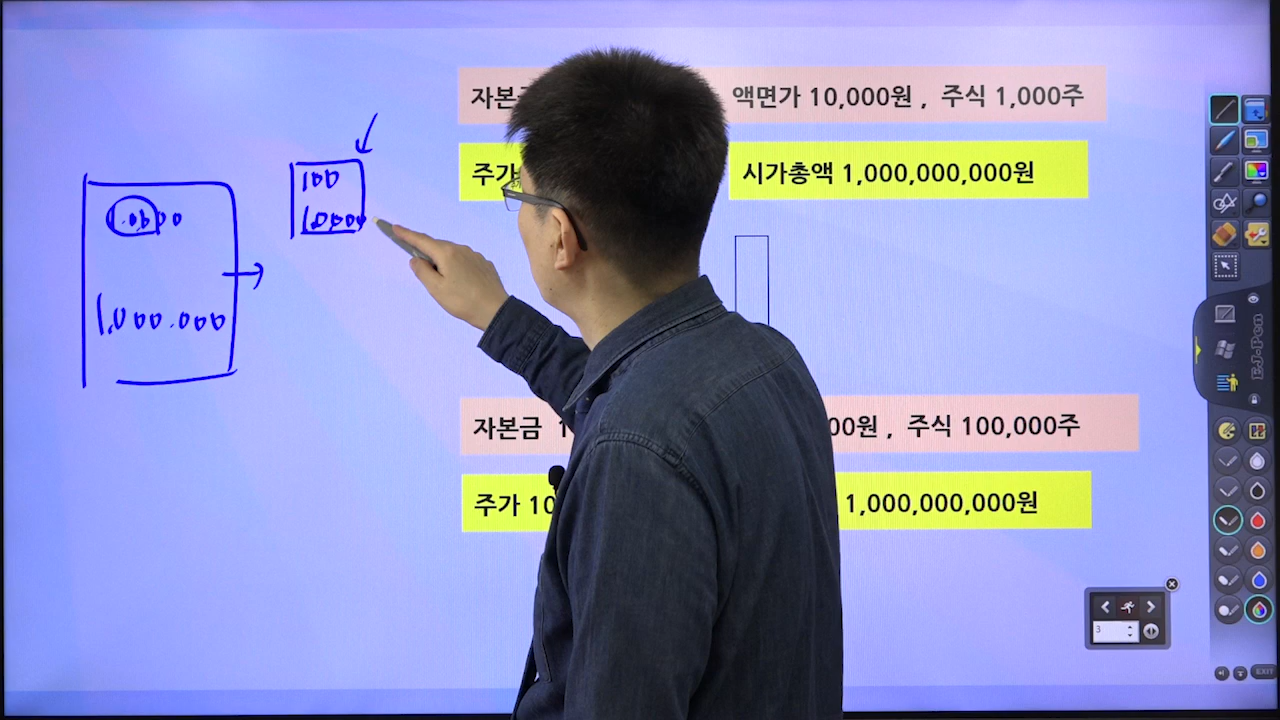 자본금
액면가 10,000원 , 주식 1,000주
주가
시가총액 1,000,000,000원
100
10,000
1,000,000
자본금 1
00원 , 주식 100,000주
주가 10
1,000,000,000원
E.J-Pen
3
EXIT